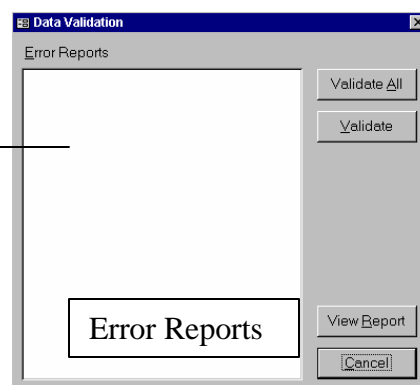 Data Validation
Error Reports
Validate All
Validate
Error Reports
View Report
Cancel